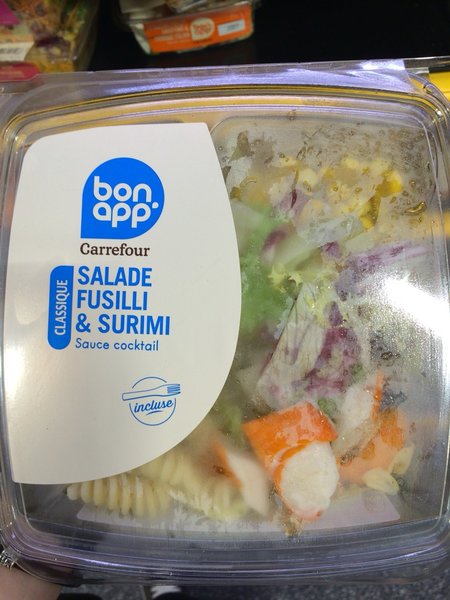 bon
app'
Carrefour
CLASSIQUE
SALADE
FUSILLI
& SURIMI
Sauce cocktail
incluse